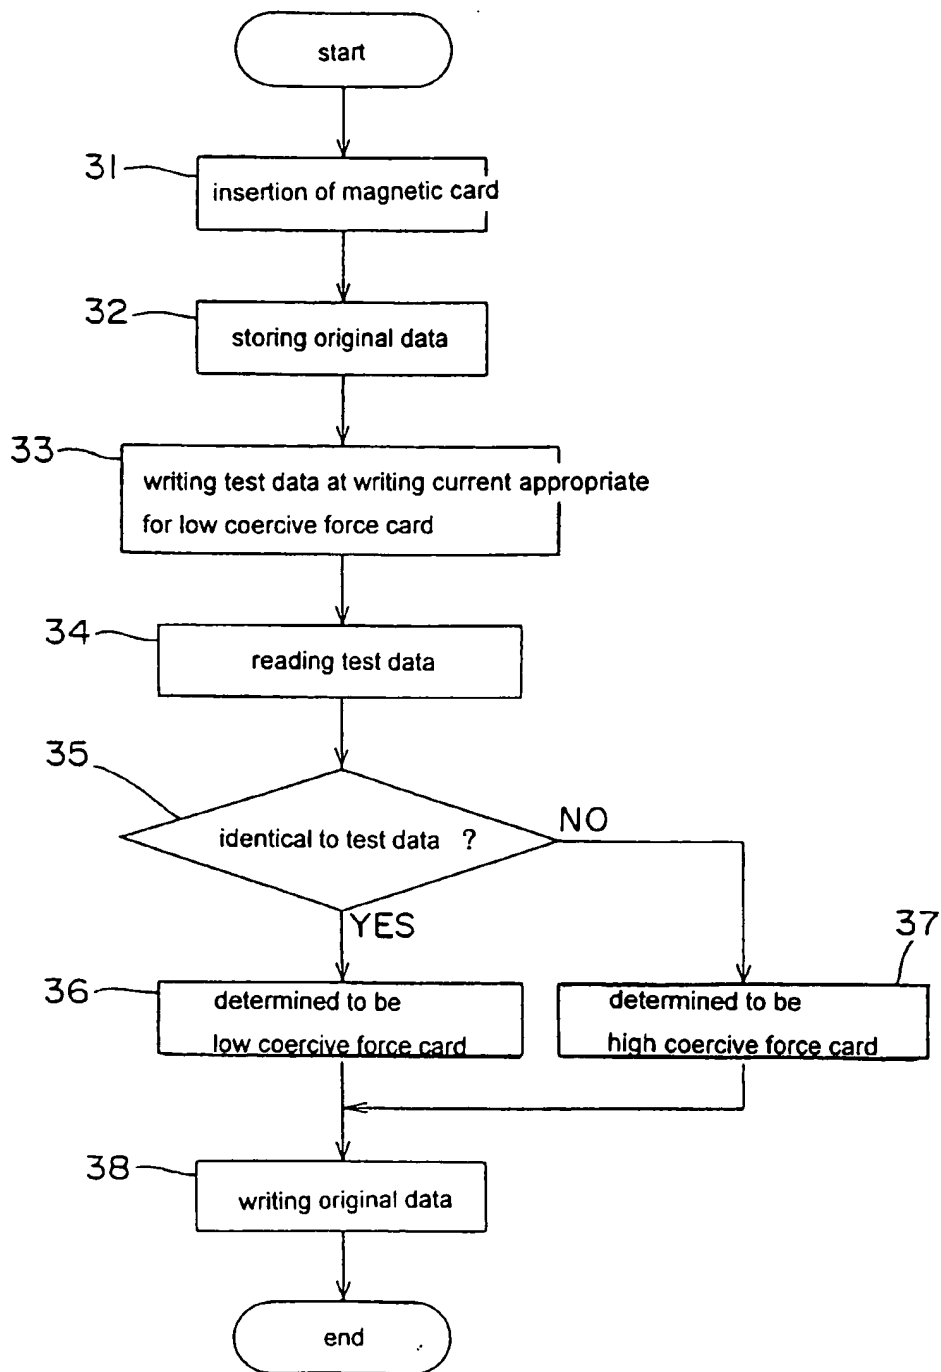 start
31
insertion of magnetic card
32
storing original data
33
writing test data at writing current appropriate
for low coercive force card
34
reading test data
35
identical to test data ?
NO
YES
36
determined to be
low coercive force card
37
determined to be
high coercive force card
38
writing original data
end